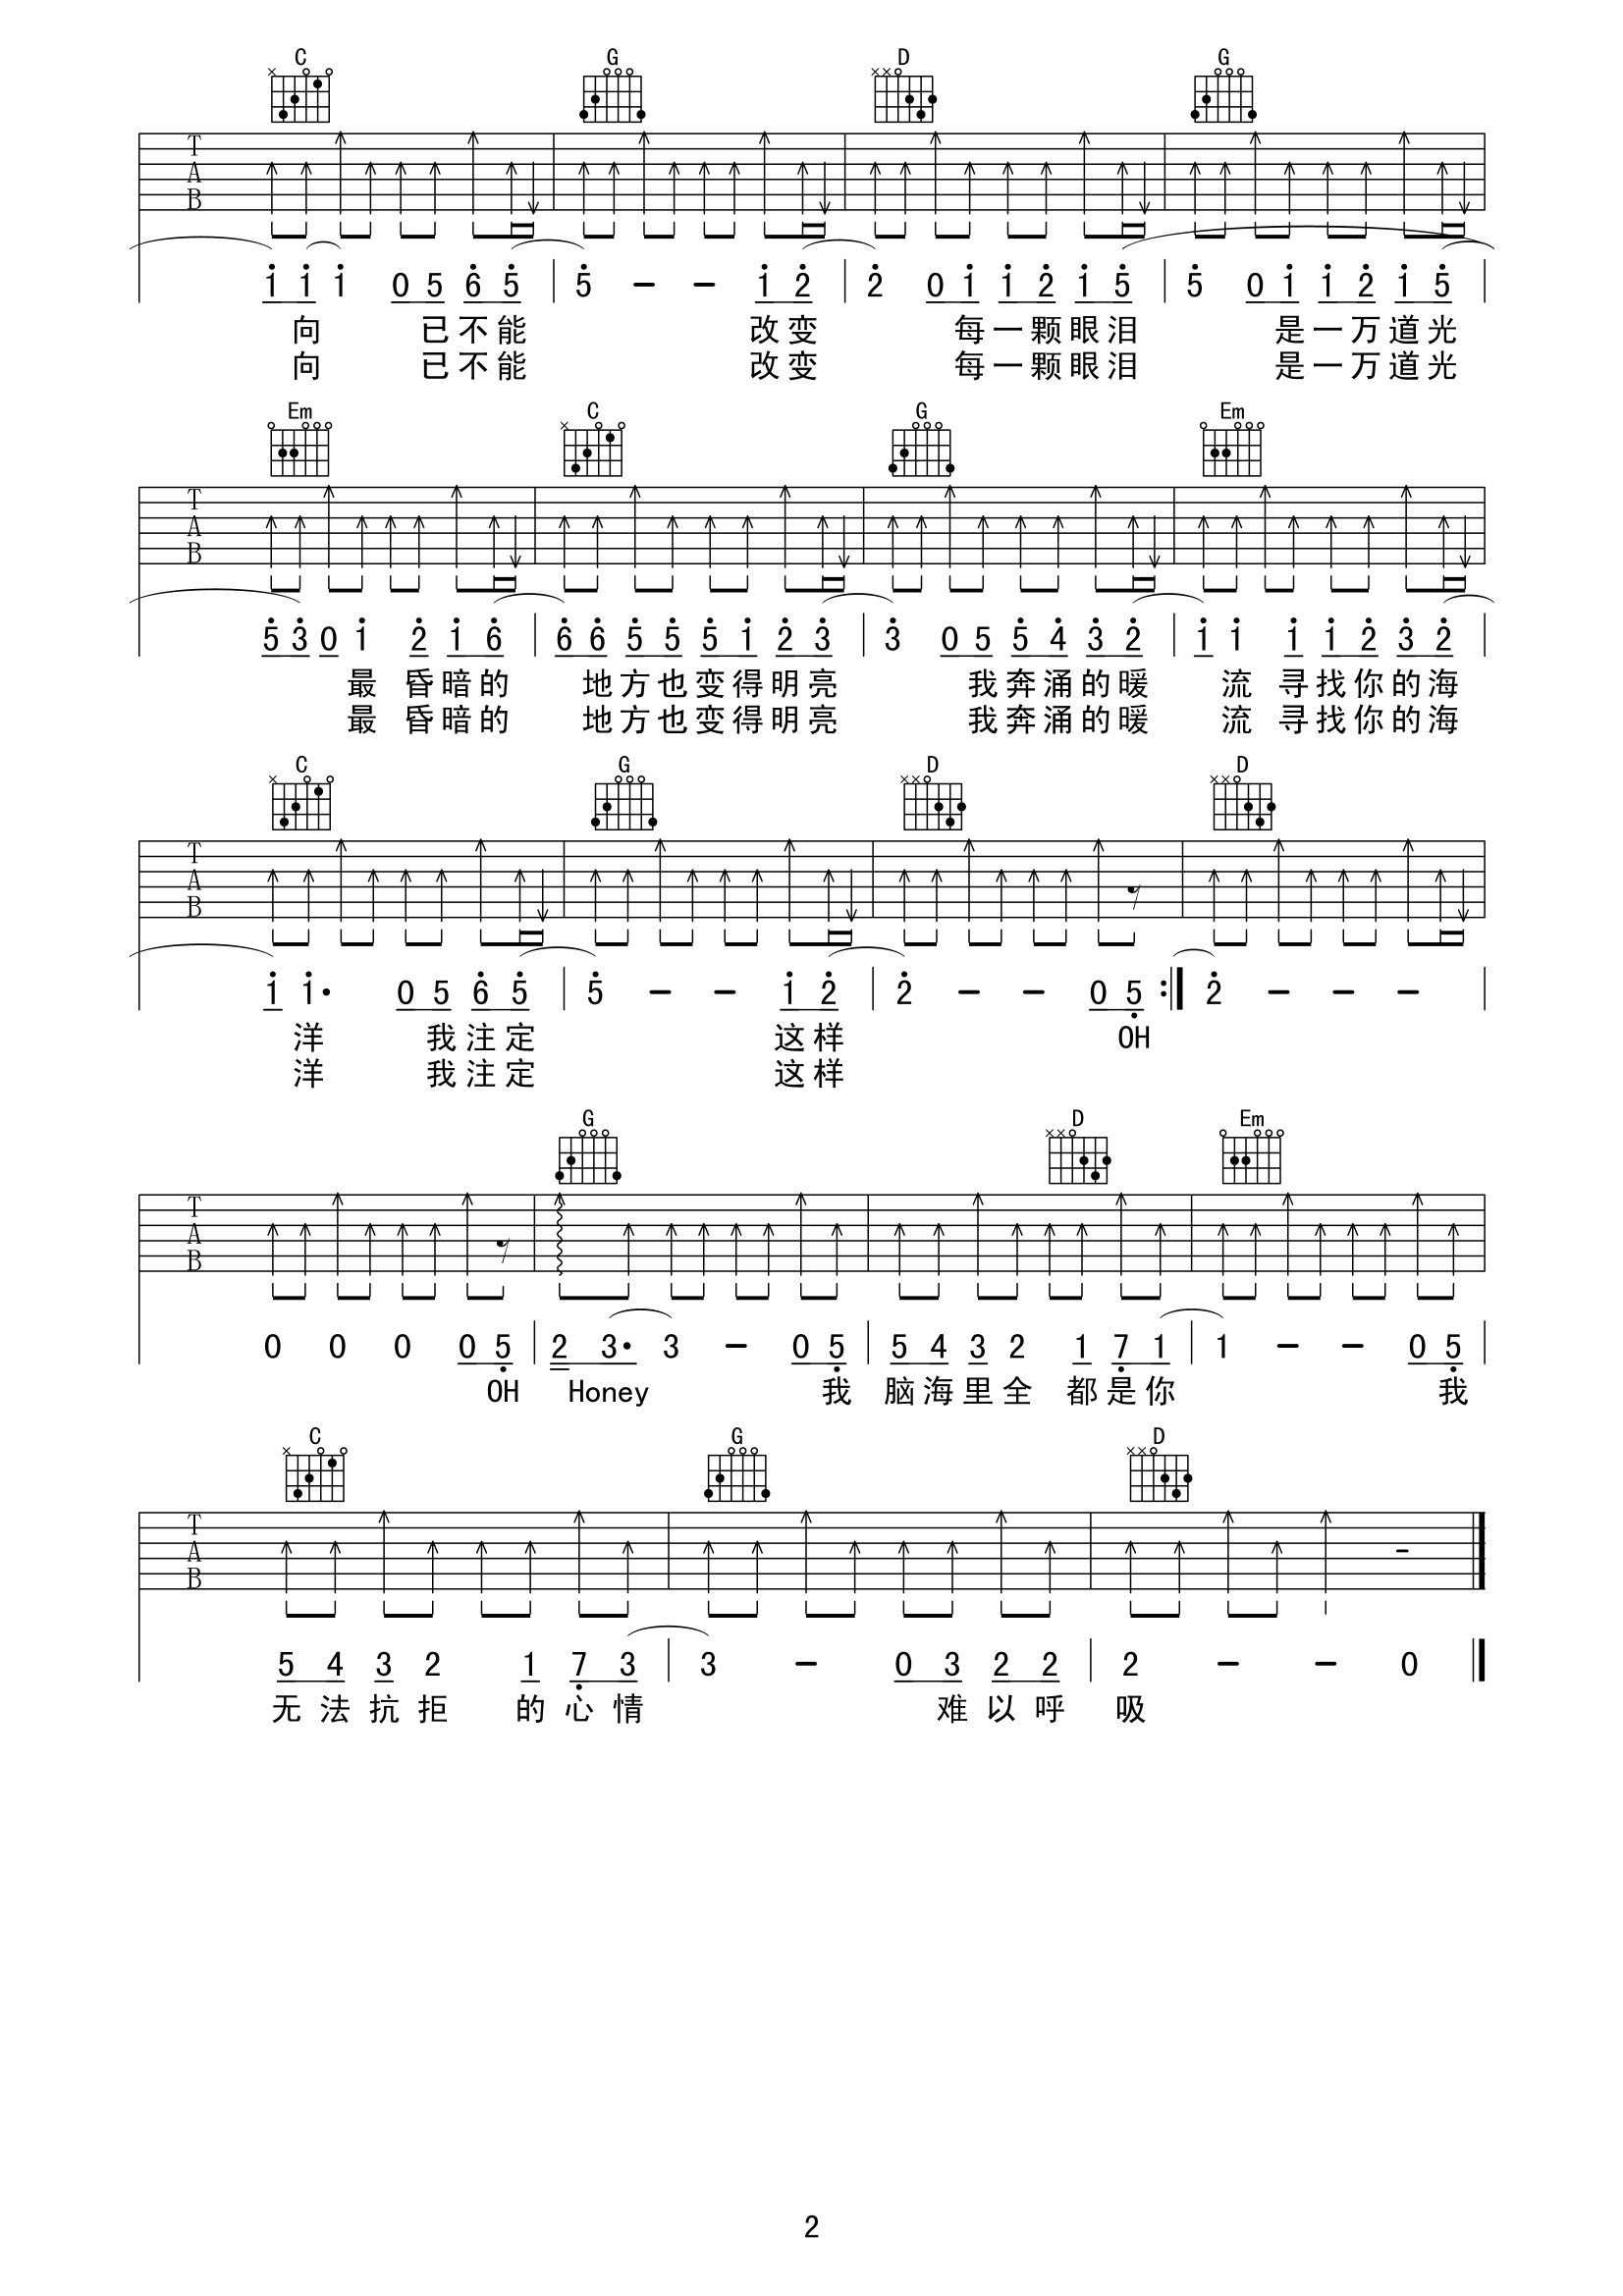 C G D G
T A B
1 1 1 0 5 6 5 | 5 - - 1 2 | 2 0 1 1 2 1 5 | 5 0 1 1 2 1 5 |
向 已不能 改变 每一颗眼泪 是一万道光
向 已不能 改变 每一颗眼泪 是一万道光
Em C G Em
T A B
5 3 0 1 2 1 6 | 6 6 5 5 5 1 2 3 | 3 0 5 5 4 3 2 | 1 1 1 1 2 3 2 |
最 昏暗的 地方也变得明亮 我奔涌的暖 流 寻找你的海
最 昏暗的 地方也变得明亮 我奔涌的暖 流 寻找你的海
C G D D
T A B
1 1· 0 5 6 5 | 5 - - 1 2 | 2 - - 0 5 :| 2 - - - |
洋 我注定 这样 OH
洋 我注定 这样
G D Em
T A B
0 0 0 0 5 | 2 3· 3 - 0 5 | 5 4 3 2 1 7 1 | 1 - - 0 5 |
OH Honey 我 脑海里全 都是你 我
C G D
T A B
5 4 3 2 1 7 3 | 3 - 0 3 2 2 | 2 - - 0 |
无法抗拒 的心情 难以呼 吸
2